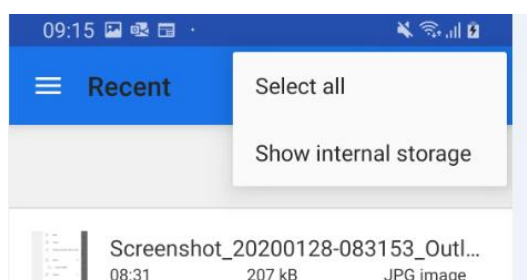 09:15
Recent
Select all
Show internal storage
Screenshot_20200128-083153_Outl...
08:31 207 kB JPG image